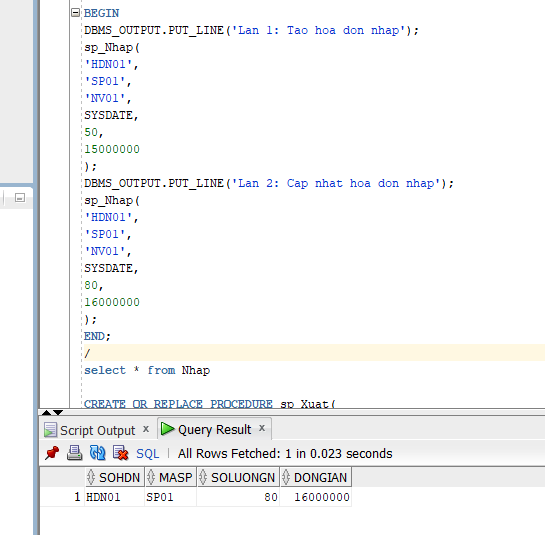 BEGIN
DBMS_OUTPUT.PUT_LINE('Lan 1: Tao hoa don nhap');
sp_Nhap(
'HDN01',
'SP01',
'NV01',
SYSDATE,
50,
15000000
);
DBMS_OUTPUT.PUT_LINE('Lan 2: Cap nhat hoa don nhap');
sp_Nhap(
'HDN01',
'SP01',
'NV01',
SYSDATE,
80,
16000000
);
END;
/
select * from Nhap
CREATE OR REPLACE PROCEDURE sp_Xuat(
Script Output x Query Result x
SQL | All Rows Fetched: 1 in 0.023 seconds
SOHDN MASP SOLUONGN DONGIAN
1 HDN01 SP01 80 16000000